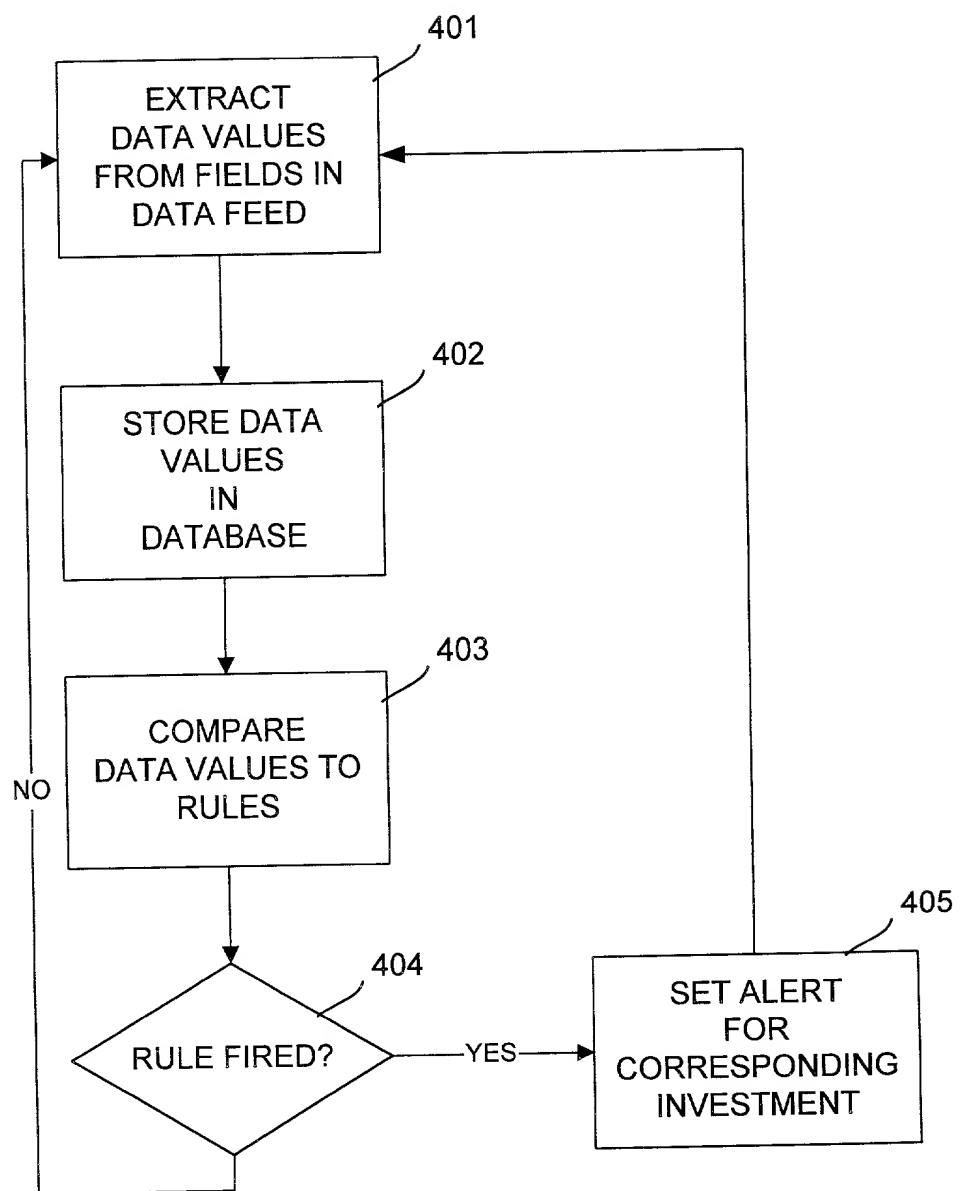 401
EXTRACT
DATA VALUES
FROM FIELDS IN
DATA FEED
402
STORE DATA
VALUES
IN
DATABASE
403
COMPARE
DATA VALUES TO
RULES
NO
404
RULE FIRED?
YES
405
SET ALERT
FOR
CORRESPONDING
INVESTMENT